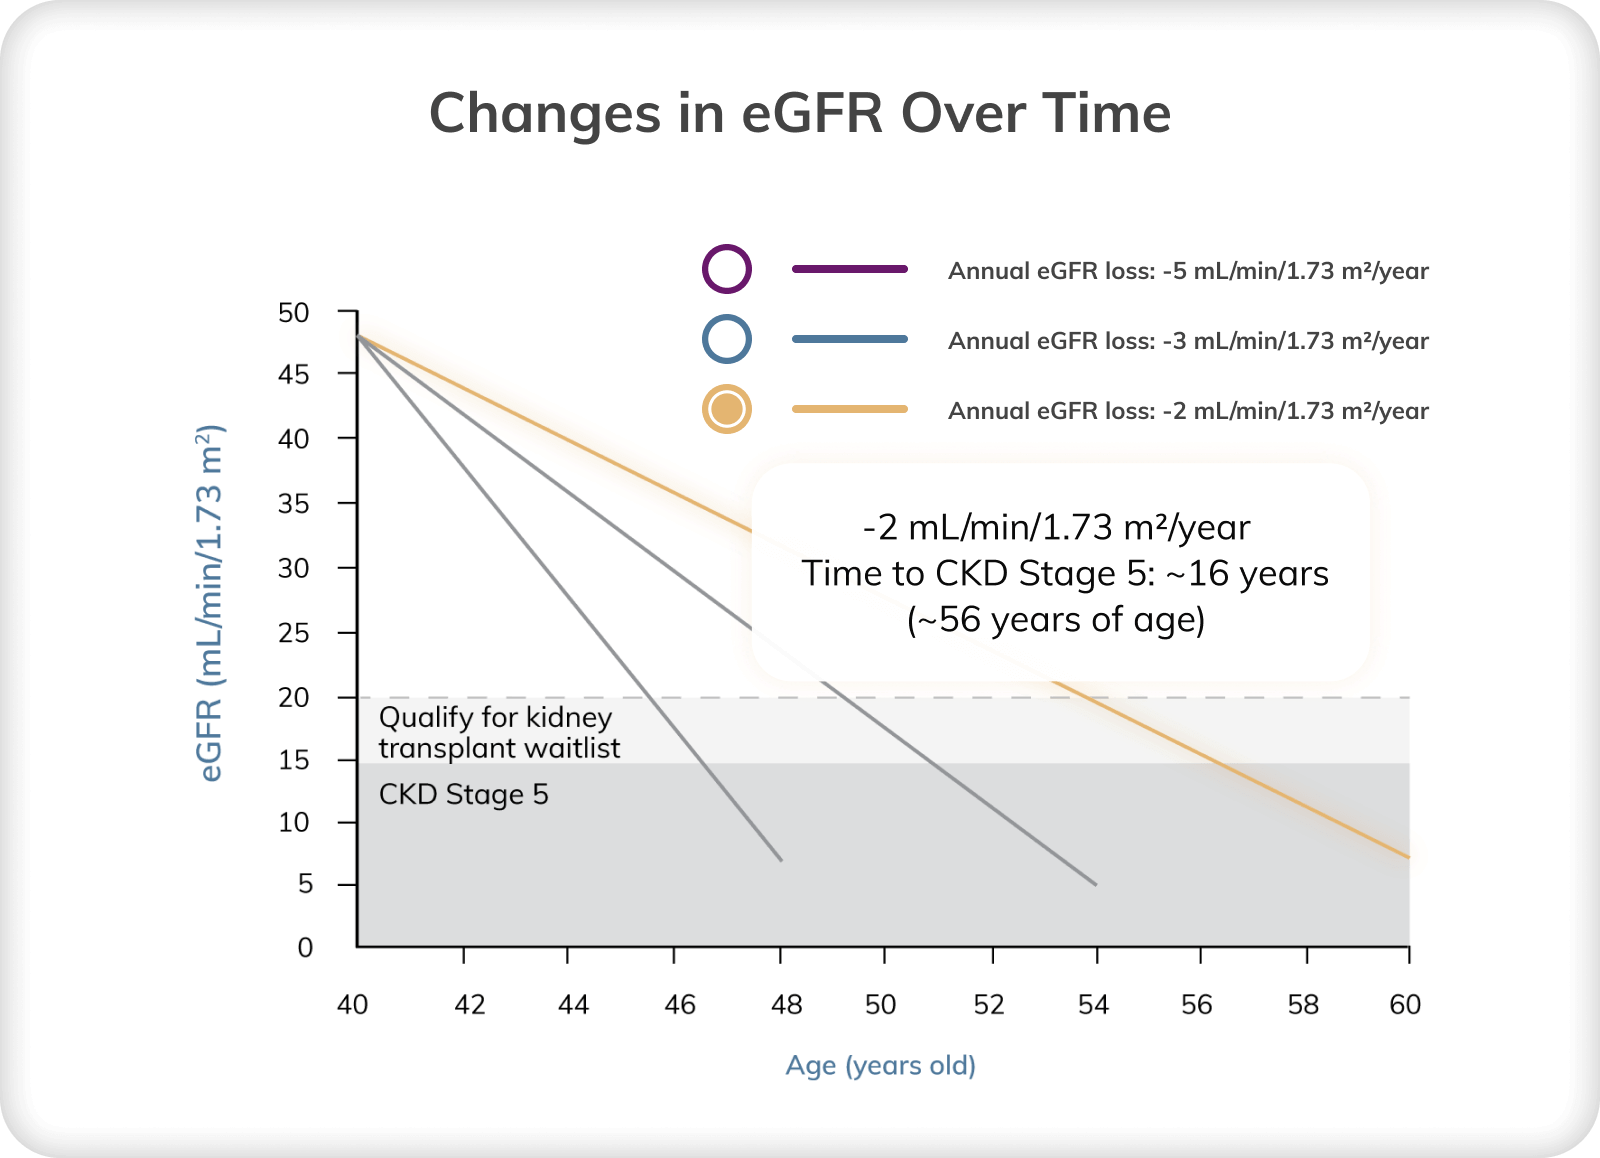 Changes in eGFR Over Time
Annual eGFR loss: -5 mL/min/1.73 m²/year
Annual eGFR loss: -3 mL/min/1.73 m²/year
Annual eGFR loss: -2 mL/min/1.73 m²/year
eGFR (mL/min/1.73 m²)
50
45
40
35
30
25
20
15
10
5
0
-2 mL/min/1.73 m²/year
Time to CKD Stage 5: ~16 years
(~56 years of age)
Qualify for kidney
transplant waitlist
CKD Stage 5
40 42 44 46 48 50 52 54 56 58 60
Age (years old)